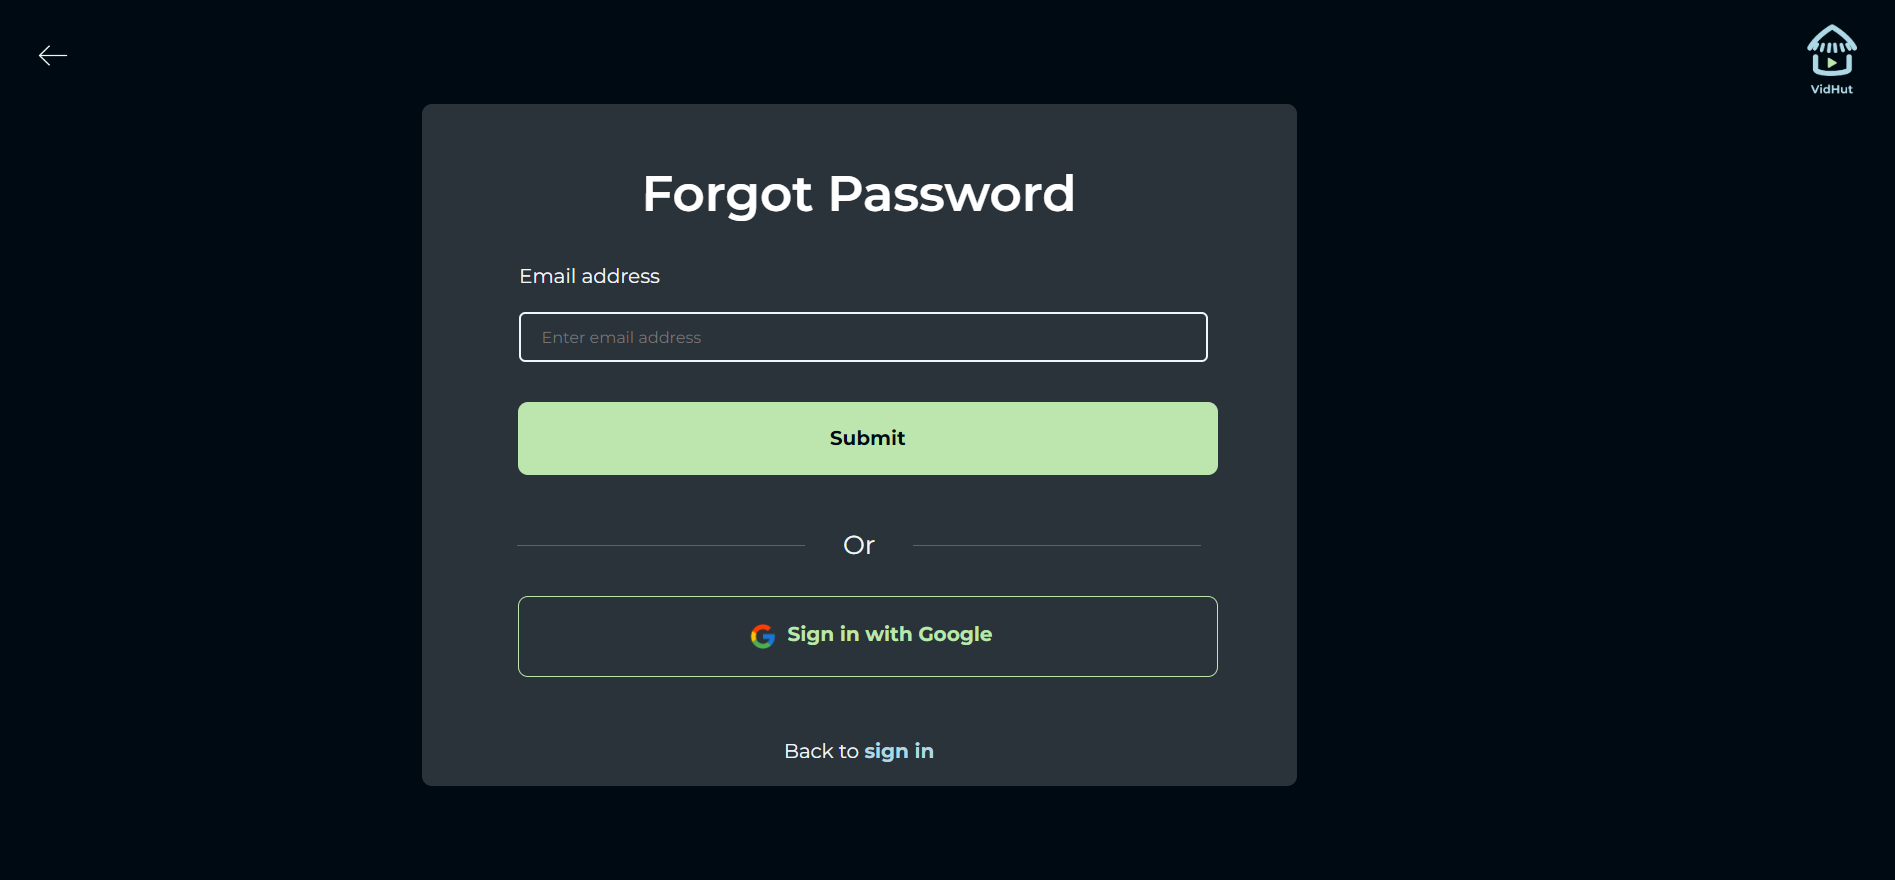 VidHut
Forgot Password
Email address
Enter email address
Submit
Or
Sign in with Google
Back to sign in